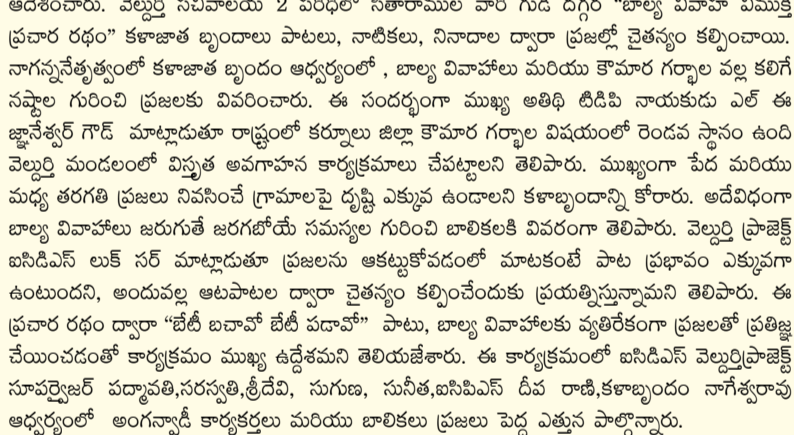 ఆదేశించారు. వెల్దుర్తి సచివాలయ 2 పరిధిలో సీతారాముల వారి గుడి దగ్గర "బాల్య వివాహ విముక్తి
ప్రచార రథం" కళాజాత బృందాలు పాటలు, నాటికలు, నినాదాల ద్వారా ప్రజల్లో చైతన్యం కల్పించాయి.
నాగన్ననేతృత్వంలో కళాజాత బృందం ఆధ్వర్యంలో , బాల్య వివాహాలు మరియు కౌమార గర్భాల వల్ల కలిగే
నష్టాల గురించి ప్రజలకు వివరించారు. ఈ సందర్భంగా ముఖ్య అతిథి టిడిపి నాయకుడు ఎల్ ఈ
జ్ఞానేశ్వర్ గౌడ్ మాట్లాడుతూ రాష్ట్రంలో కర్నూలు జిల్లా కౌమార గర్భాల విషయంలో రెండవ స్థానం ఉంది
వెల్దుర్తి మండలంలో విస్తృత అవగాహన కార్యక్రమాలు చేపట్టాలని తెలిపారు. ముఖ్యంగా పేద మరియు
మధ్య తరగతి ప్రజలు నివసించే గ్రామాలపై దృష్టి ఎక్కువ ఉండాలని కళాబృందాన్ని కోరారు. అదేవిధంగా
బాల్య వివాహాలు జరుగుతే జరగబోయే సమస్యల గురించి బాలికలకి వివరంగా తెలిపారు. వెల్దుర్తి ప్రాజెక్ట్
ఐసిడిఎస్ లుక్ సర్ మాట్లాడుతూ ప్రజలను ఆకట్టుకోవడంలో మాటకంటే పాట ప్రభావం ఎక్కువగా
ఉంటుందని, అందువల్ల ఆటపాటల ద్వారా చైతన్యం కల్పించేందుకు ప్రయత్నిస్తున్నామని తెలిపారు. ఈ
ప్రచార రథం ద్వారా "బేటీ బచావో బేటీ పడావో" పాటు, బాల్య వివాహాలకు వ్యతిరేకంగా ప్రజలతో ప్రతిజ్ఞ
చేయించడంతో కార్యక్రమం ముఖ్య ఉద్దేశమని తెలియజేశారు. ఈ కార్యక్రమంలో ఐసిడిఎస్ వెల్దుర్తిప్రాజెక్ట్
సూపర్వైజర్ పద్మావతి,సరస్వతి,శ్రీదేవి, సుగుణ, సునీత,ఐసిపిఎస్ దీప రాణి,కళాబృందం నాగేశ్వరావు
ఆధ్వర్యంలో అంగన్వాడీ కార్యకర్తలు మరియు బాలికలు ప్రజలు పెద్ద ఎత్తున పాల్గొన్నారు.